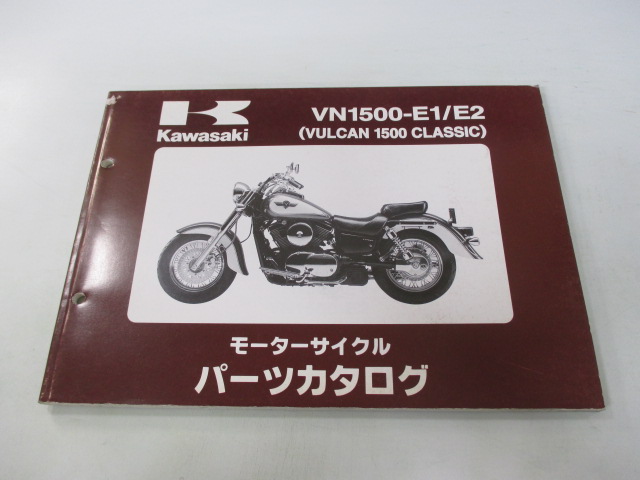 Kawasaki
VN1500-E1/E2
(VULCAN 1500 CLASSIC)
モーターサイクル
パーツカタログ